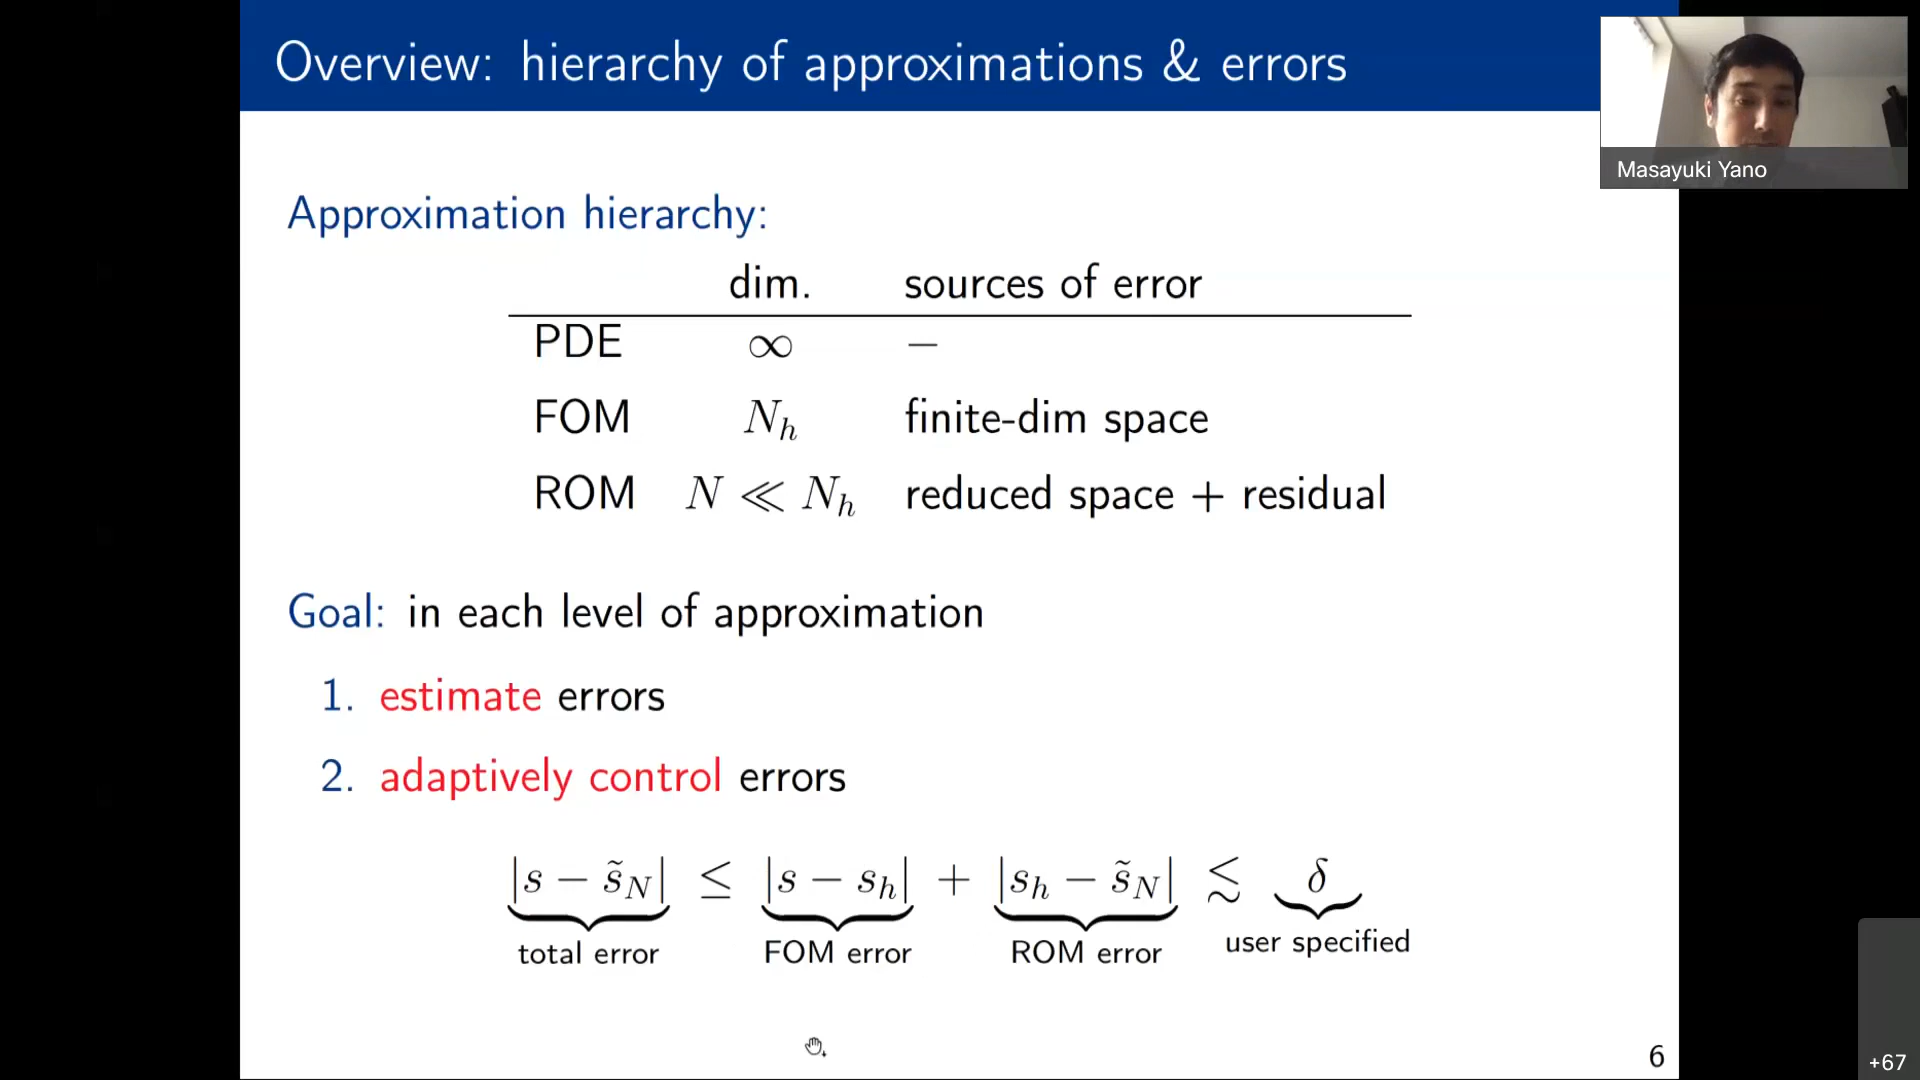 Overview: hierarchy of approximations & errors
Masayuki Yano
Approximation hierarchy:
dim. sources of error
PDE ∞ –
FOM N_h finite-dim space
ROM N ≪ N_h reduced space + residual
Goal: in each level of approximation
1. estimate errors
2. adaptively control errors
|s − s̃_N| ≤ |s − s_h| + |s_h − s̃_N| ≲ δ
total error FOM error ROM error user specified
6
+67